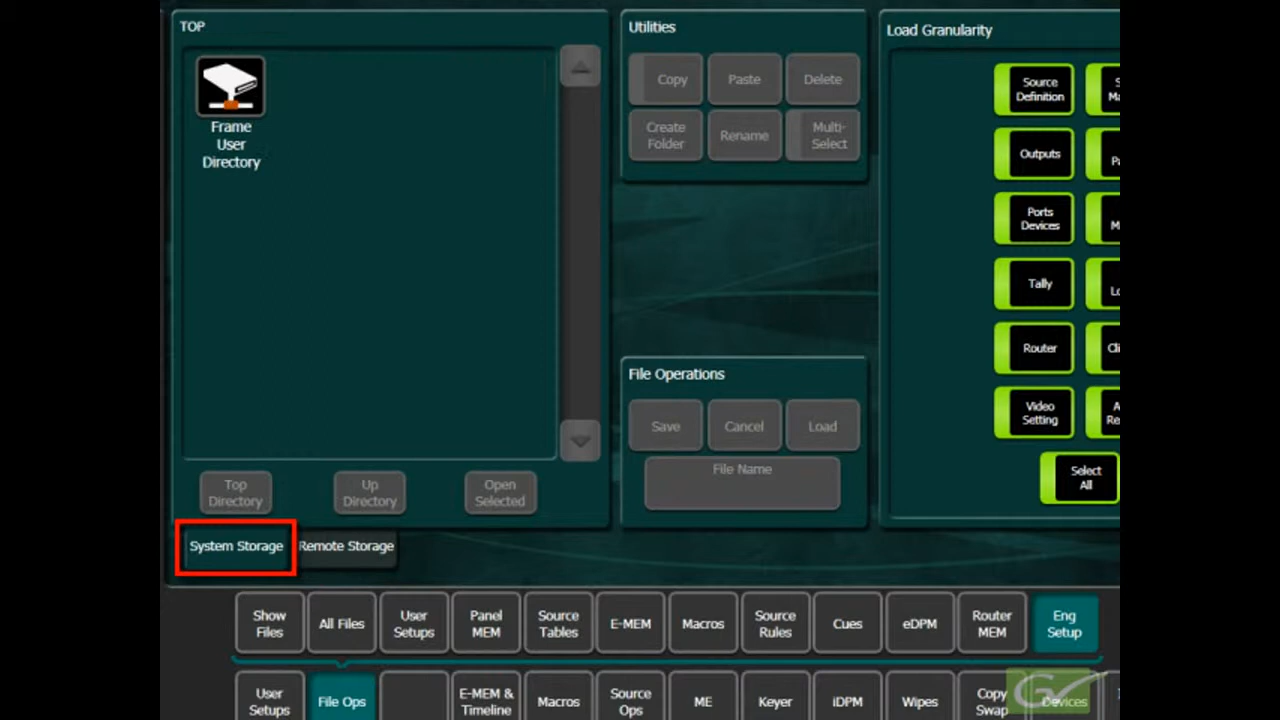 TOP
Frame
User
Directory
Top
Directory
Up
Directory
Open
Selected
System Storage
Remote Storage
Utilities
Copy
Paste
Delete
Create
Folder
Rename
Multi-
Select
File Operations
Save
Cancel
Load
File Name
Load Granularity
Source
Definition
Outputs
Ports
Devices
Tally
Router
Video
Setting
Select
All
Show
Files
All Files
User
Setups
Panel
MEM
Source
Tables
E-MEM
Macros
Source
Rules
Cues
eDPM
Router
MEM
Eng
Setup
User
Setups
File Ops
E-MEM &
Timeline
Macros
Source
Ops
ME
Keyer
iDPM
Wipes
Copy
Swap
Devices